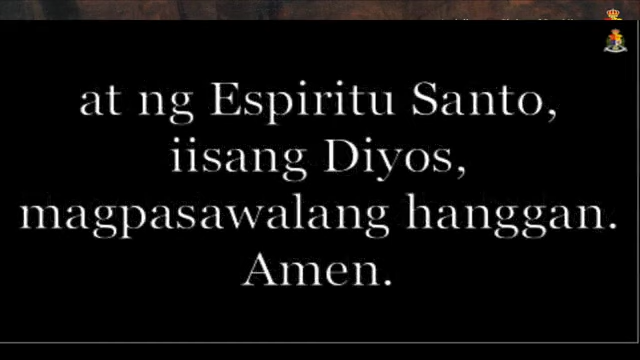 at ng Espiritu Santo,
iisang Diyos,
magpasawalang hanggan.
Amen.